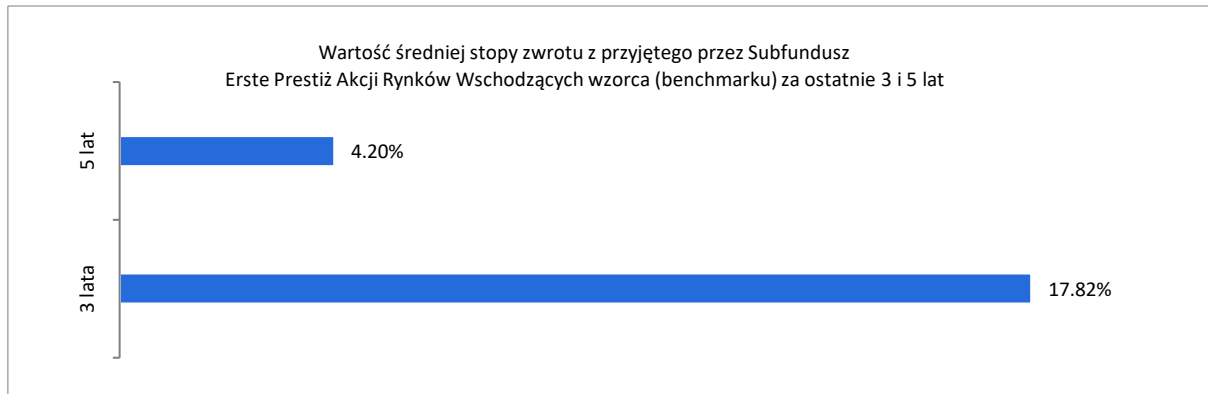 Wartość średniej stopy zwrotu z przyjętego przez Subfundusz
Erste Prestiż Akcji Rynków Wschodzących wzorca (benchmarku) za ostatnie 3 i 5 lat
5 lat
4.20%
3 lata
17.82%